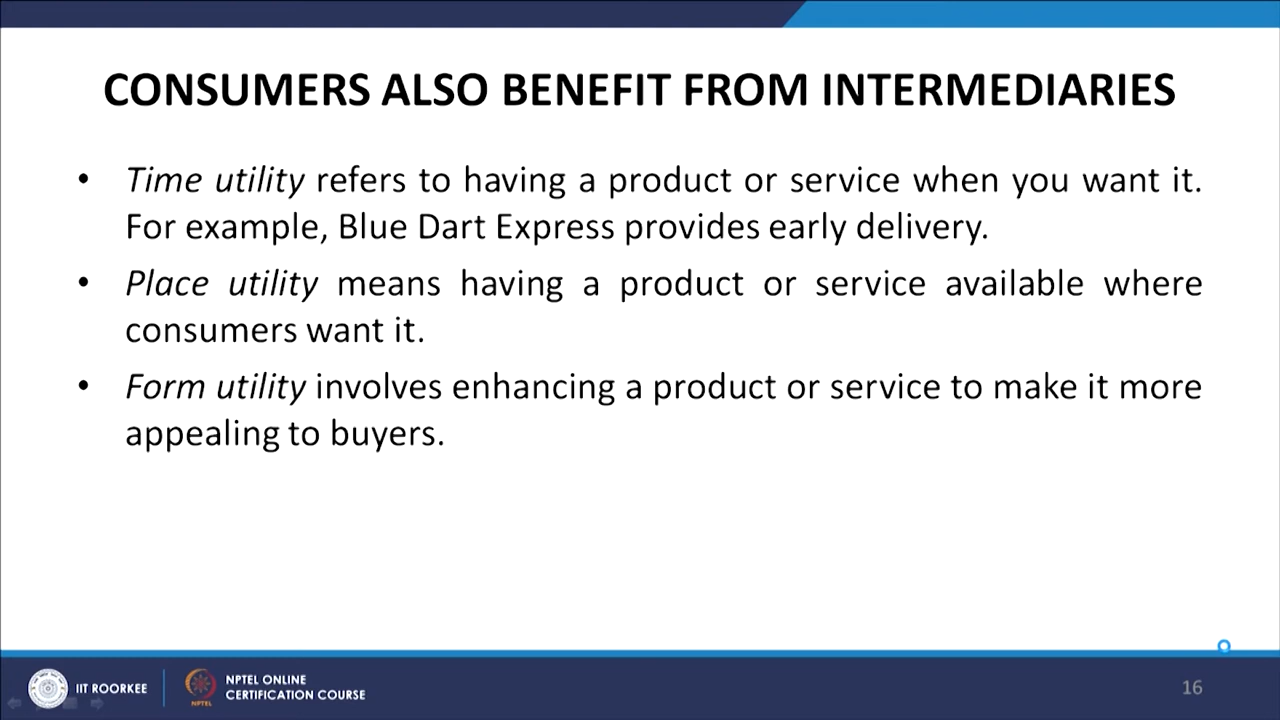 CONSUMERS ALSO BENEFIT FROM INTERMEDIARIES
• Time utility refers to having a product or service when you want it.
For example, Blue Dart Express provides early delivery.
• Place utility means having a product or service available where
consumers want it.
• Form utility involves enhancing a product or service to make it more
appealing to buyers.
IIT ROORKEE
NPTEL
NPTEL ONLINE
CERTIFICATION COURSE
16